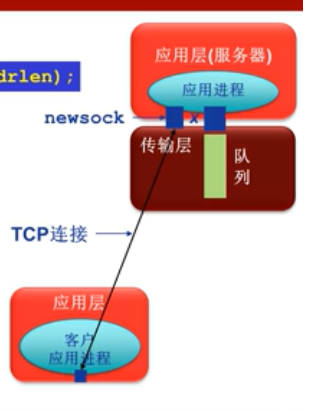 drlen);
应用层(服务器)
应用进程
newsock
x
传输层
队
列
TCP连接
应用层
客户
应用进程